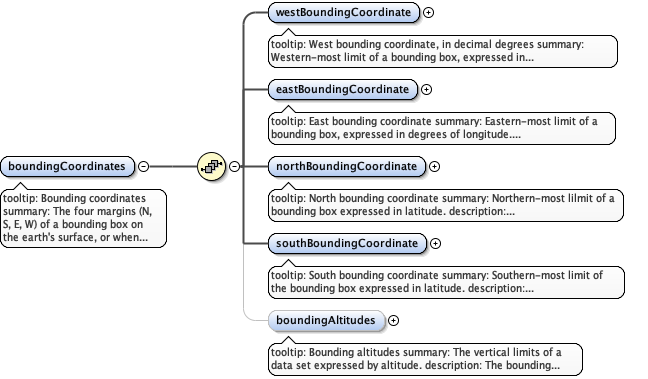 westBoundingCoordinate
tooltip: West bounding coordinate, in decimal degrees summary:
Western-most limit of a bounding box, expressed in...
eastBoundingCoordinate
tooltip: East bounding coordinate summary: Eastern-most limit of a
bounding box, expressed in degrees of longitude....
boundingCoordinates
tooltip: Bounding coordinates
summary: The four margins (N,
S, E, W) of a bounding box on
the earth's surface, or when...
northBoundingCoordinate
tooltip: North bounding coordinate summary: Northern-most lilmit of a
bounding box expressed in latitude. description:...
southBoundingCoordinate
tooltip: South bounding coordinate summary: Southern-most limit of
the bounding box expressed in latitude. description:...
boundingAltitudes
tooltip: Bounding altitudes summary: The vertical limits of a
data set expressed by altitude. description: The bounding...